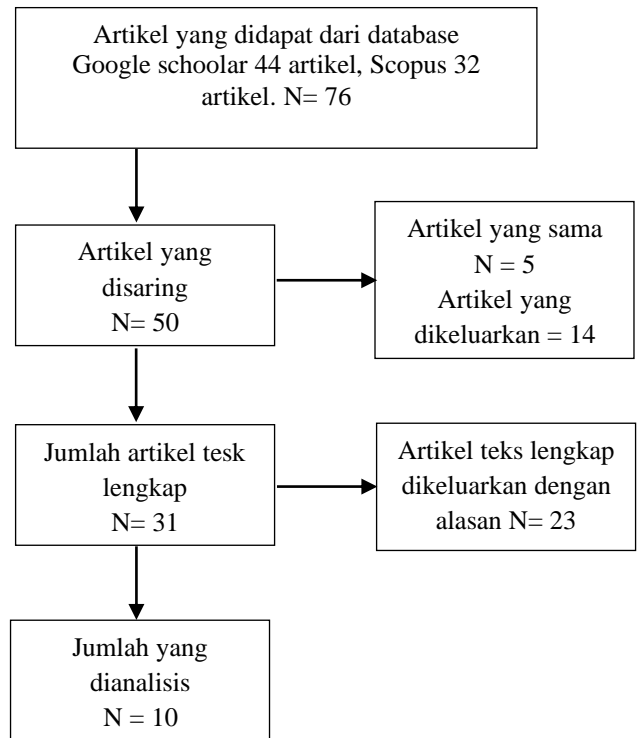 Artikel yang didapat dari database
Google schoolar 44 artikel, Scopus 32
artikel. N= 76
Artikel yang
disaring
N= 50
Artikel yang sama
N = 5
Artikel yang
dikeluarkan = 14
Jumlah artikel tesk
lengkap
N= 31
Artikel teks lengkap
dikeluarkan dengan
alasan N= 23
Jumlah yang
dianalisis
N = 10